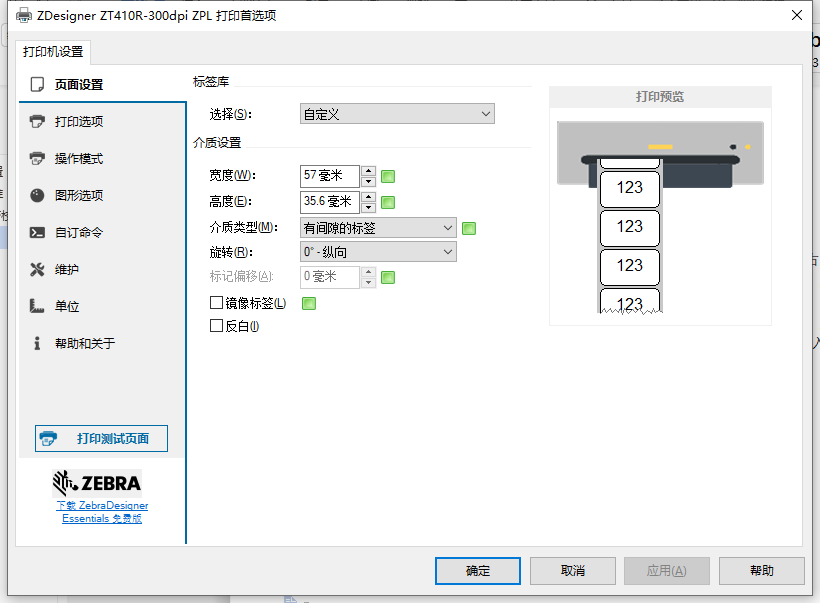 ZDesigner ZT410R-300dpi ZPL 打印首选项
打印机设置
页面设置
打印选项
操作模式
图形选项
自订命令
维护
单位
帮助和关于
打印测试页面
ZEBRA
下载 ZebraDesigner
Essentials 免费版
标签库
选择(S):
自定义
介质设置
宽度(W):
57 毫米
高度(E):
35.6 毫米
介质类型(M):
有间隙的标签
旋转(R):
0° - 纵向
标记偏移(A):
0 毫米
镜像标签(L)
反白(I)
打印预览
123
123
123
123
确定
取消
应用(A)
帮助